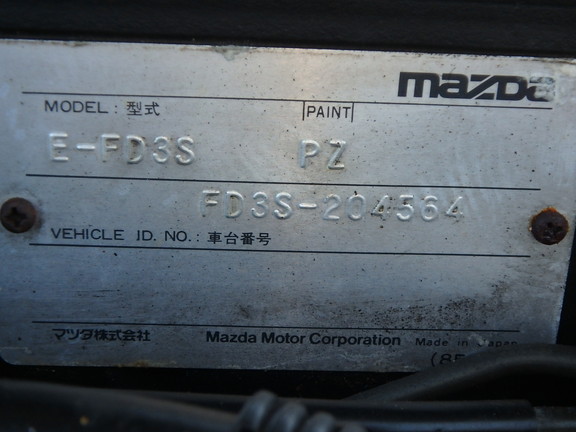 mazda
MODEL: 型式 PAINT
E-FD3S PZ
FD3S-204564
VEHICLE ID. NO.: 車台番号
マツダ株式会社 Mazda Motor Corporation Made in Japan
(85